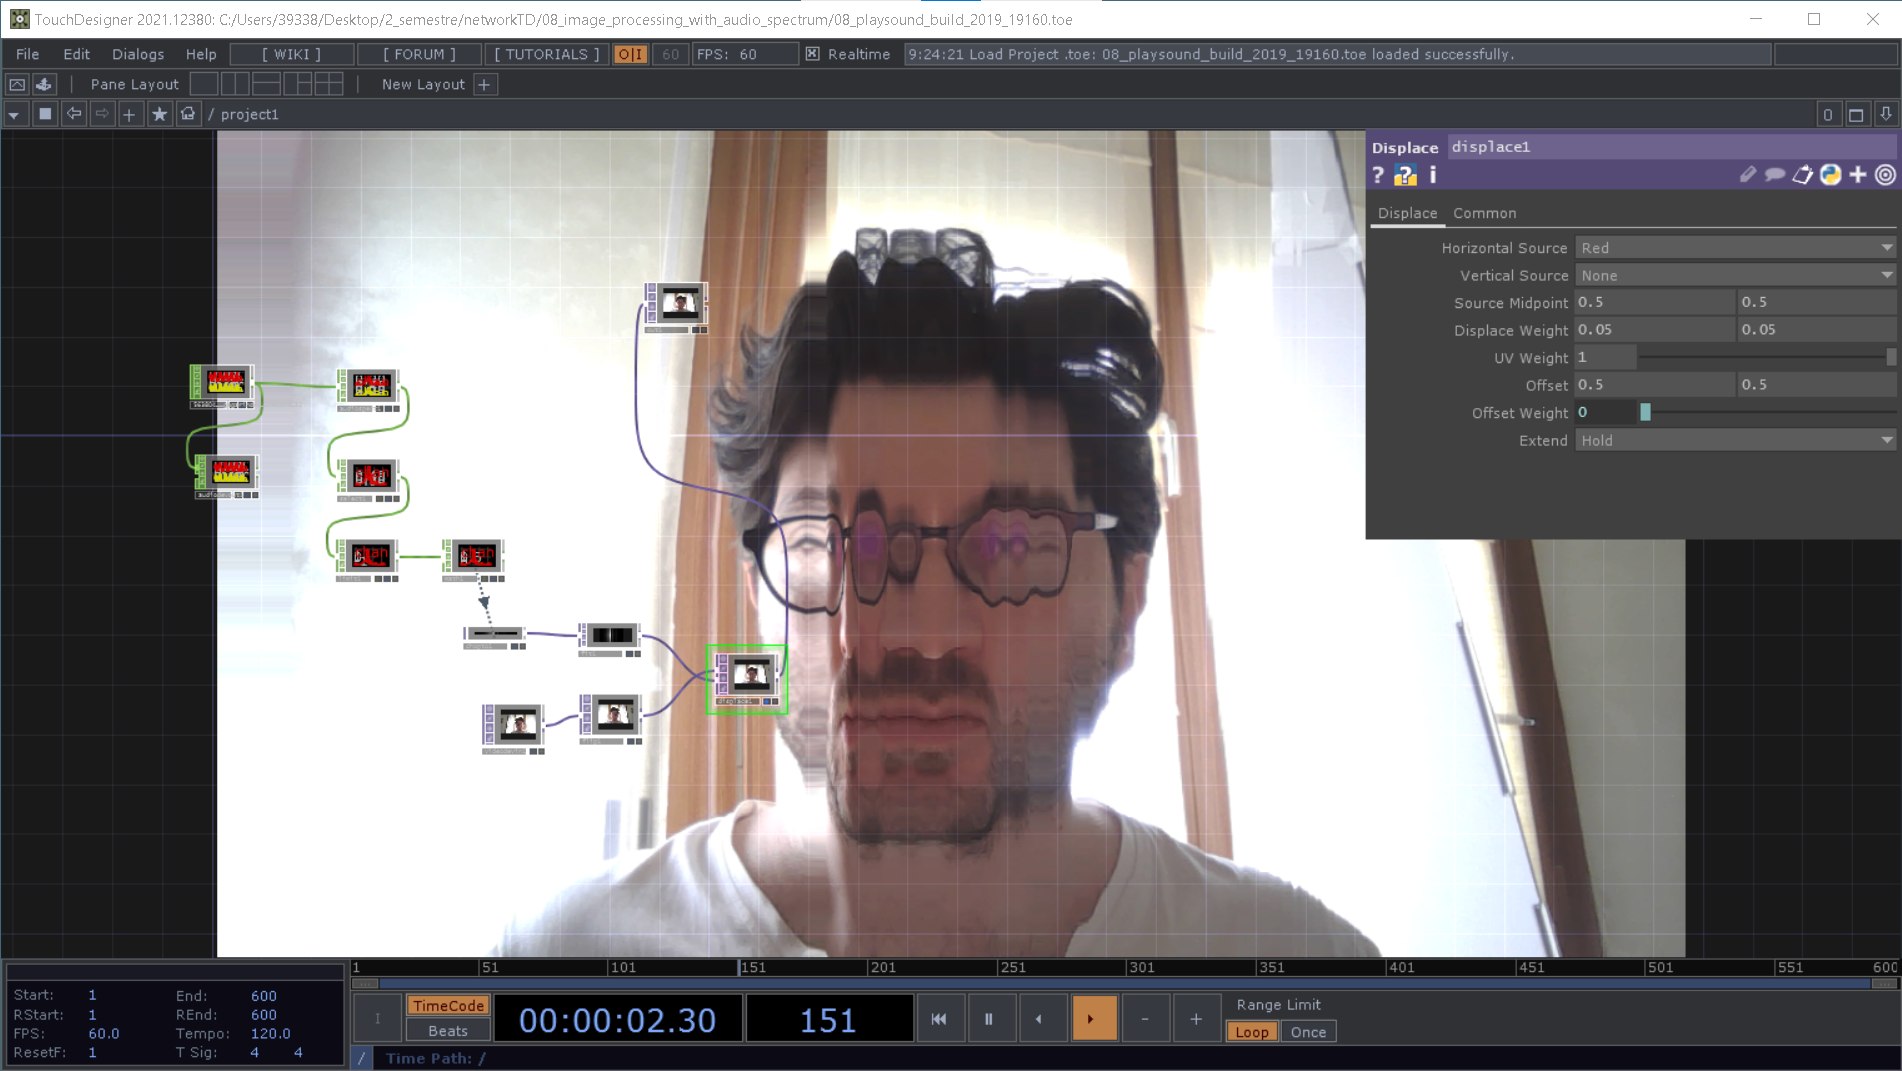 TouchDesigner 2021.12380: C:/Users/39338/Desktop/2_semestre/networkTD/08_image_processing_with_audio_spectrum/08_playsound_build_2019_19160.toe
File Edit Dialogs Help [ WIKI ] [ FORUM ] [ TUTORIALS ] O|I 60 FPS: 60 Realtime 9:24:21 Load Project .toe: 08_playsound_build_2019_19160.toe loaded successfully.
Pane Layout New Layout +
/ project1 0
Displace displace1
? ? i
Displace Common
Horizontal Source Red
Vertical Source None
Source Midpoint 0.5 0.5
Displace Weight 0.05 0.05
UV Weight 1
Offset 0.5 0.5
Offset Weight 0
Extend Hold
1 51 101 151 201 251 301 351 401 451 501 551 600
Start: 1 End: 600
RStart: 1 REnd: 600
FPS: 60.0 Tempo: 120.0
ResetF: 1 T Sig: 4 4
I TimeCode Beats 00:00:02.30 151 - + Range Limit
Loop Once
/ Time Path: /